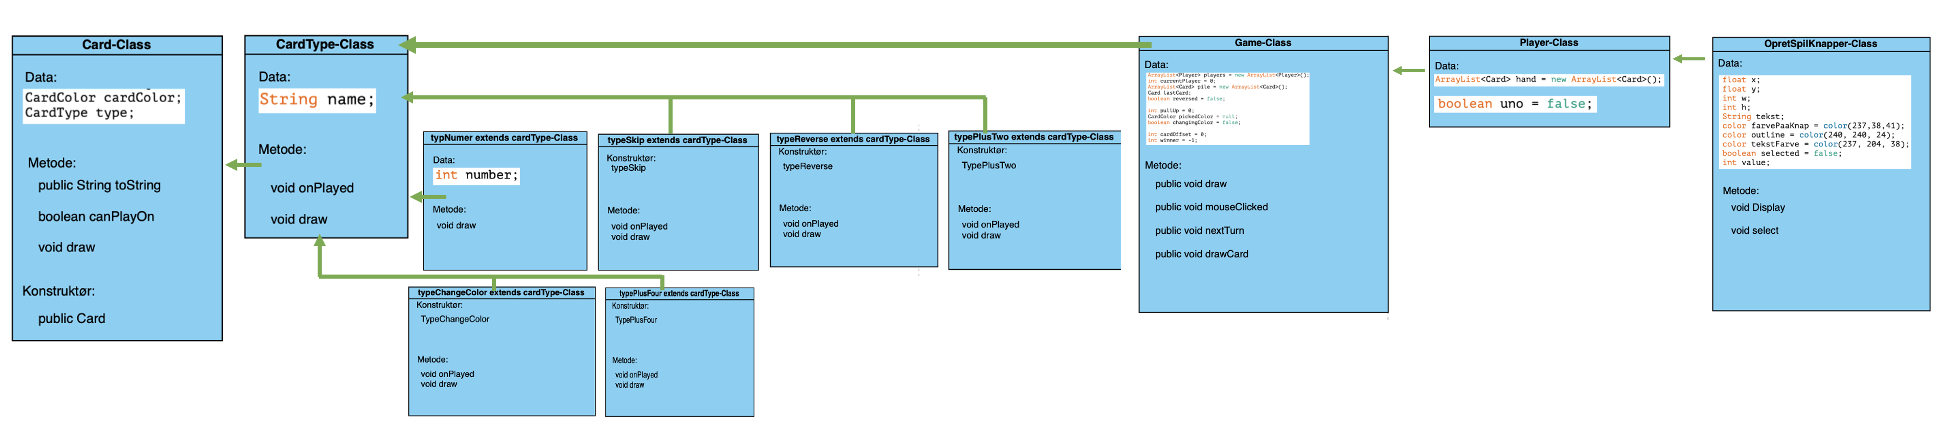 Card-Class
Data:
CardColor cardColor;
CardType type;
Metode:
public String toString
boolean canPlayOn
void draw
Konstruktør:
public Card
CardType-Class
Data:
String name;
Metode:
void onPlayed
void draw
typNumer extends cardType-Class
Data:
int number;
Metode:
void draw
typeSkip extends cardType-Class
Konstruktør:
typeSkip
Metode:
void onPlayed
void draw
typeReverse extends cardType-Class
Konstruktør:
typeReverse
Metode:
void onPlayed
void draw
typePlusTwo extends cardType-Class
Konstruktør:
TypePlusTwo
Metode:
void onPlayed
void draw
typeChangeColor extends cardType-Class
Konstruktør:
TypeChangeColor
Metode:
void onPlayed
void draw
typePlusFour extends cardType-Class
Konstruktør:
TypePlusFour
Metode:
void onPlayed
void draw
Game-Class
Data:
ArrayList<Player> players = new ArrayList<Player>();
int currentPlayer = 0;
ArrayList<Card> pile = new ArrayList<Card>();
Card lastCard;
boolean reversed = false;
int pullUp = 0;
CardColor pickedColor = null;
boolean changingColor = false;
int cardOffset = 0;
int winner = -1;
Metode:
public void draw
public void mouseClicked
public void nextTurn
public void drawCard
Player-Class
Data:
ArrayList<Card> hand = new ArrayList<Card>();
boolean uno = false;
OpretSpilKnapper-Class
Data:
float x;
float y;
int w;
int h;
String tekst;
color farvePaaKnap = color(237,38,41);
color outline = color(240, 240, 24);
color tekstFarve = color(237, 204, 38);
boolean selected = false;
int value;
Metode:
void Display
void select